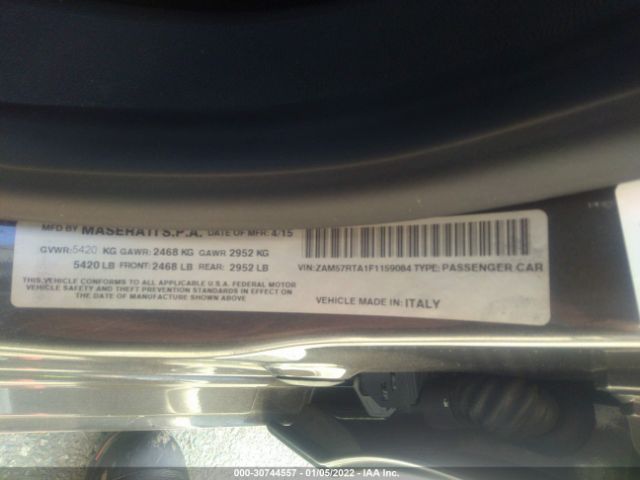 MFD BY MASERATI S.P.A. DATE OF MFR: 4/15
GVWR: 5420 KG GAWR: 2468 KG GAWR 2952 KG
5420 LB FRONT: 2468 LB REAR: 2952 LB
VIN: ZAM57RTA1F1159084 TYPE: PASSENGER CAR
THIS VEHICLE CONFORMS TO ALL APPLICABLE U.S.A. FEDERAL MOTOR
VEHICLE SAFETY AND THEFT PREVENTION STANDARDS IN EFFECT ON
THE DATE OF MANUFACTURE SHOWN ABOVE
VEHICLE MADE IN: ITALY
000-30744557 - 01/05/2022 - IAA Inc.